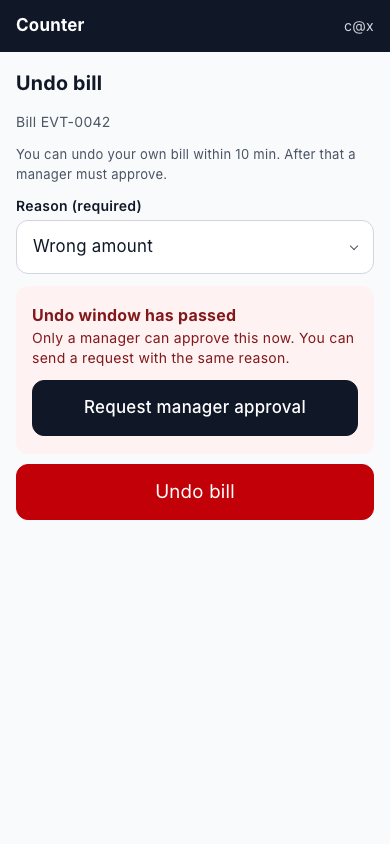 Counter
c@x
Undo bill
Bill EVT-0042
You can undo your own bill within 10 min. After that a
manager must approve.
Reason (required)
Wrong amount
Undo window has passed
Only a manager can approve this now. You can
send a request with the same reason.
Request manager approval
Undo bill